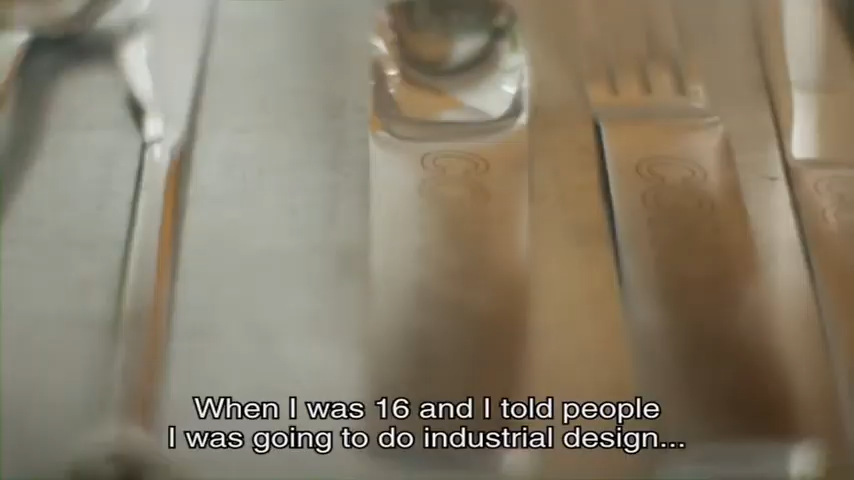 When I was 16 and I told people
I was going to do industrial design...